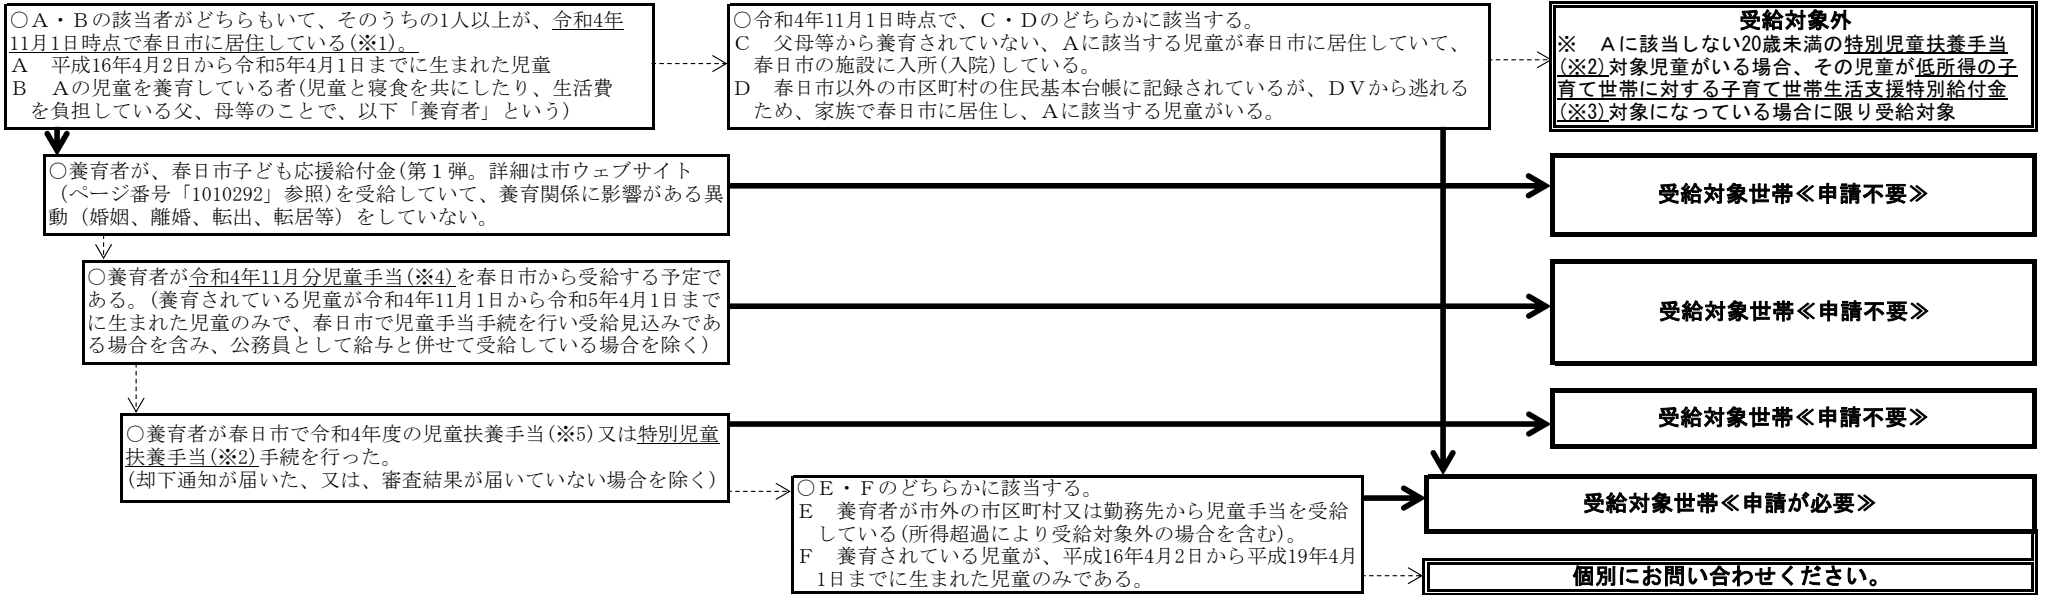 ○Ａ・Ｂの該当者がどちらもいて、そのうちの1人以上が、令和4年
11月1日時点で春日市に居住している(※1)。
Ａ　平成16年4月2日から令和5年4月1日までに生まれた児童
Ｂ　Ａの児童を養育している者(児童と寝食を共にしたり、生活費
を負担している父、母等のことで、以下「養育者」という)
○令和4年11月1日時点で、Ｃ・Ｄのどちらかに該当する。
Ｃ　父母等から養育されていない、Ａに該当する児童が春日市に居住していて、
春日市の施設に入所(入院)している。
Ｄ　春日市以外の市区町村の住民基本台帳に記録されているが、ＤＶから逃れる
ため、家族で春日市に居住し、Ａに該当する児童がいる。
受給対象外
※　Ａに該当しない20歳未満の特別児童扶養手当
(※2)対象児童がいる場合、その児童が低所得の子
育て世帯に対する子育て世帯生活支援特別給付金
(※3)対象になっている場合に限り受給対象
○養育者が、春日市子ども応援給付金(第１弾。詳細は市ウェブサイト
（ページ番号「1010292」参照)を受給していて、養育関係に影響がある異
動（婚姻、離婚、転出、転居等）をしていない。
受給対象世帯≪申請不要≫
○養育者が令和4年11月分児童手当(※4)を春日市から受給する予定で
ある。(養育されている児童が令和4年11月1日から令和5年4月1日まで
に生まれた児童のみで、春日市で児童手当手続を行い受給見込みであ
る場合を含み、公務員として給与と併せて受給している場合を除く)
受給対象世帯≪申請不要≫
○養育者が春日市で令和4年度の児童扶養手当(※5)又は特別児童
扶養手当(※2)手続を行った。
(却下通知が届いた、又は、審査結果が届いていない場合を除く)
受給対象世帯≪申請不要≫
○Ｅ・Ｆのどちらかに該当する。
Ｅ　養育者が市外の市区町村又は勤務先から児童手当を受給
している(所得超過により受給対象外の場合を含む)。
Ｆ　養育されている児童が、平成16年4月2日から平成19年4月
1日までに生まれた児童のみである。
受給対象世帯≪申請が必要≫
個別にお問い合わせください。